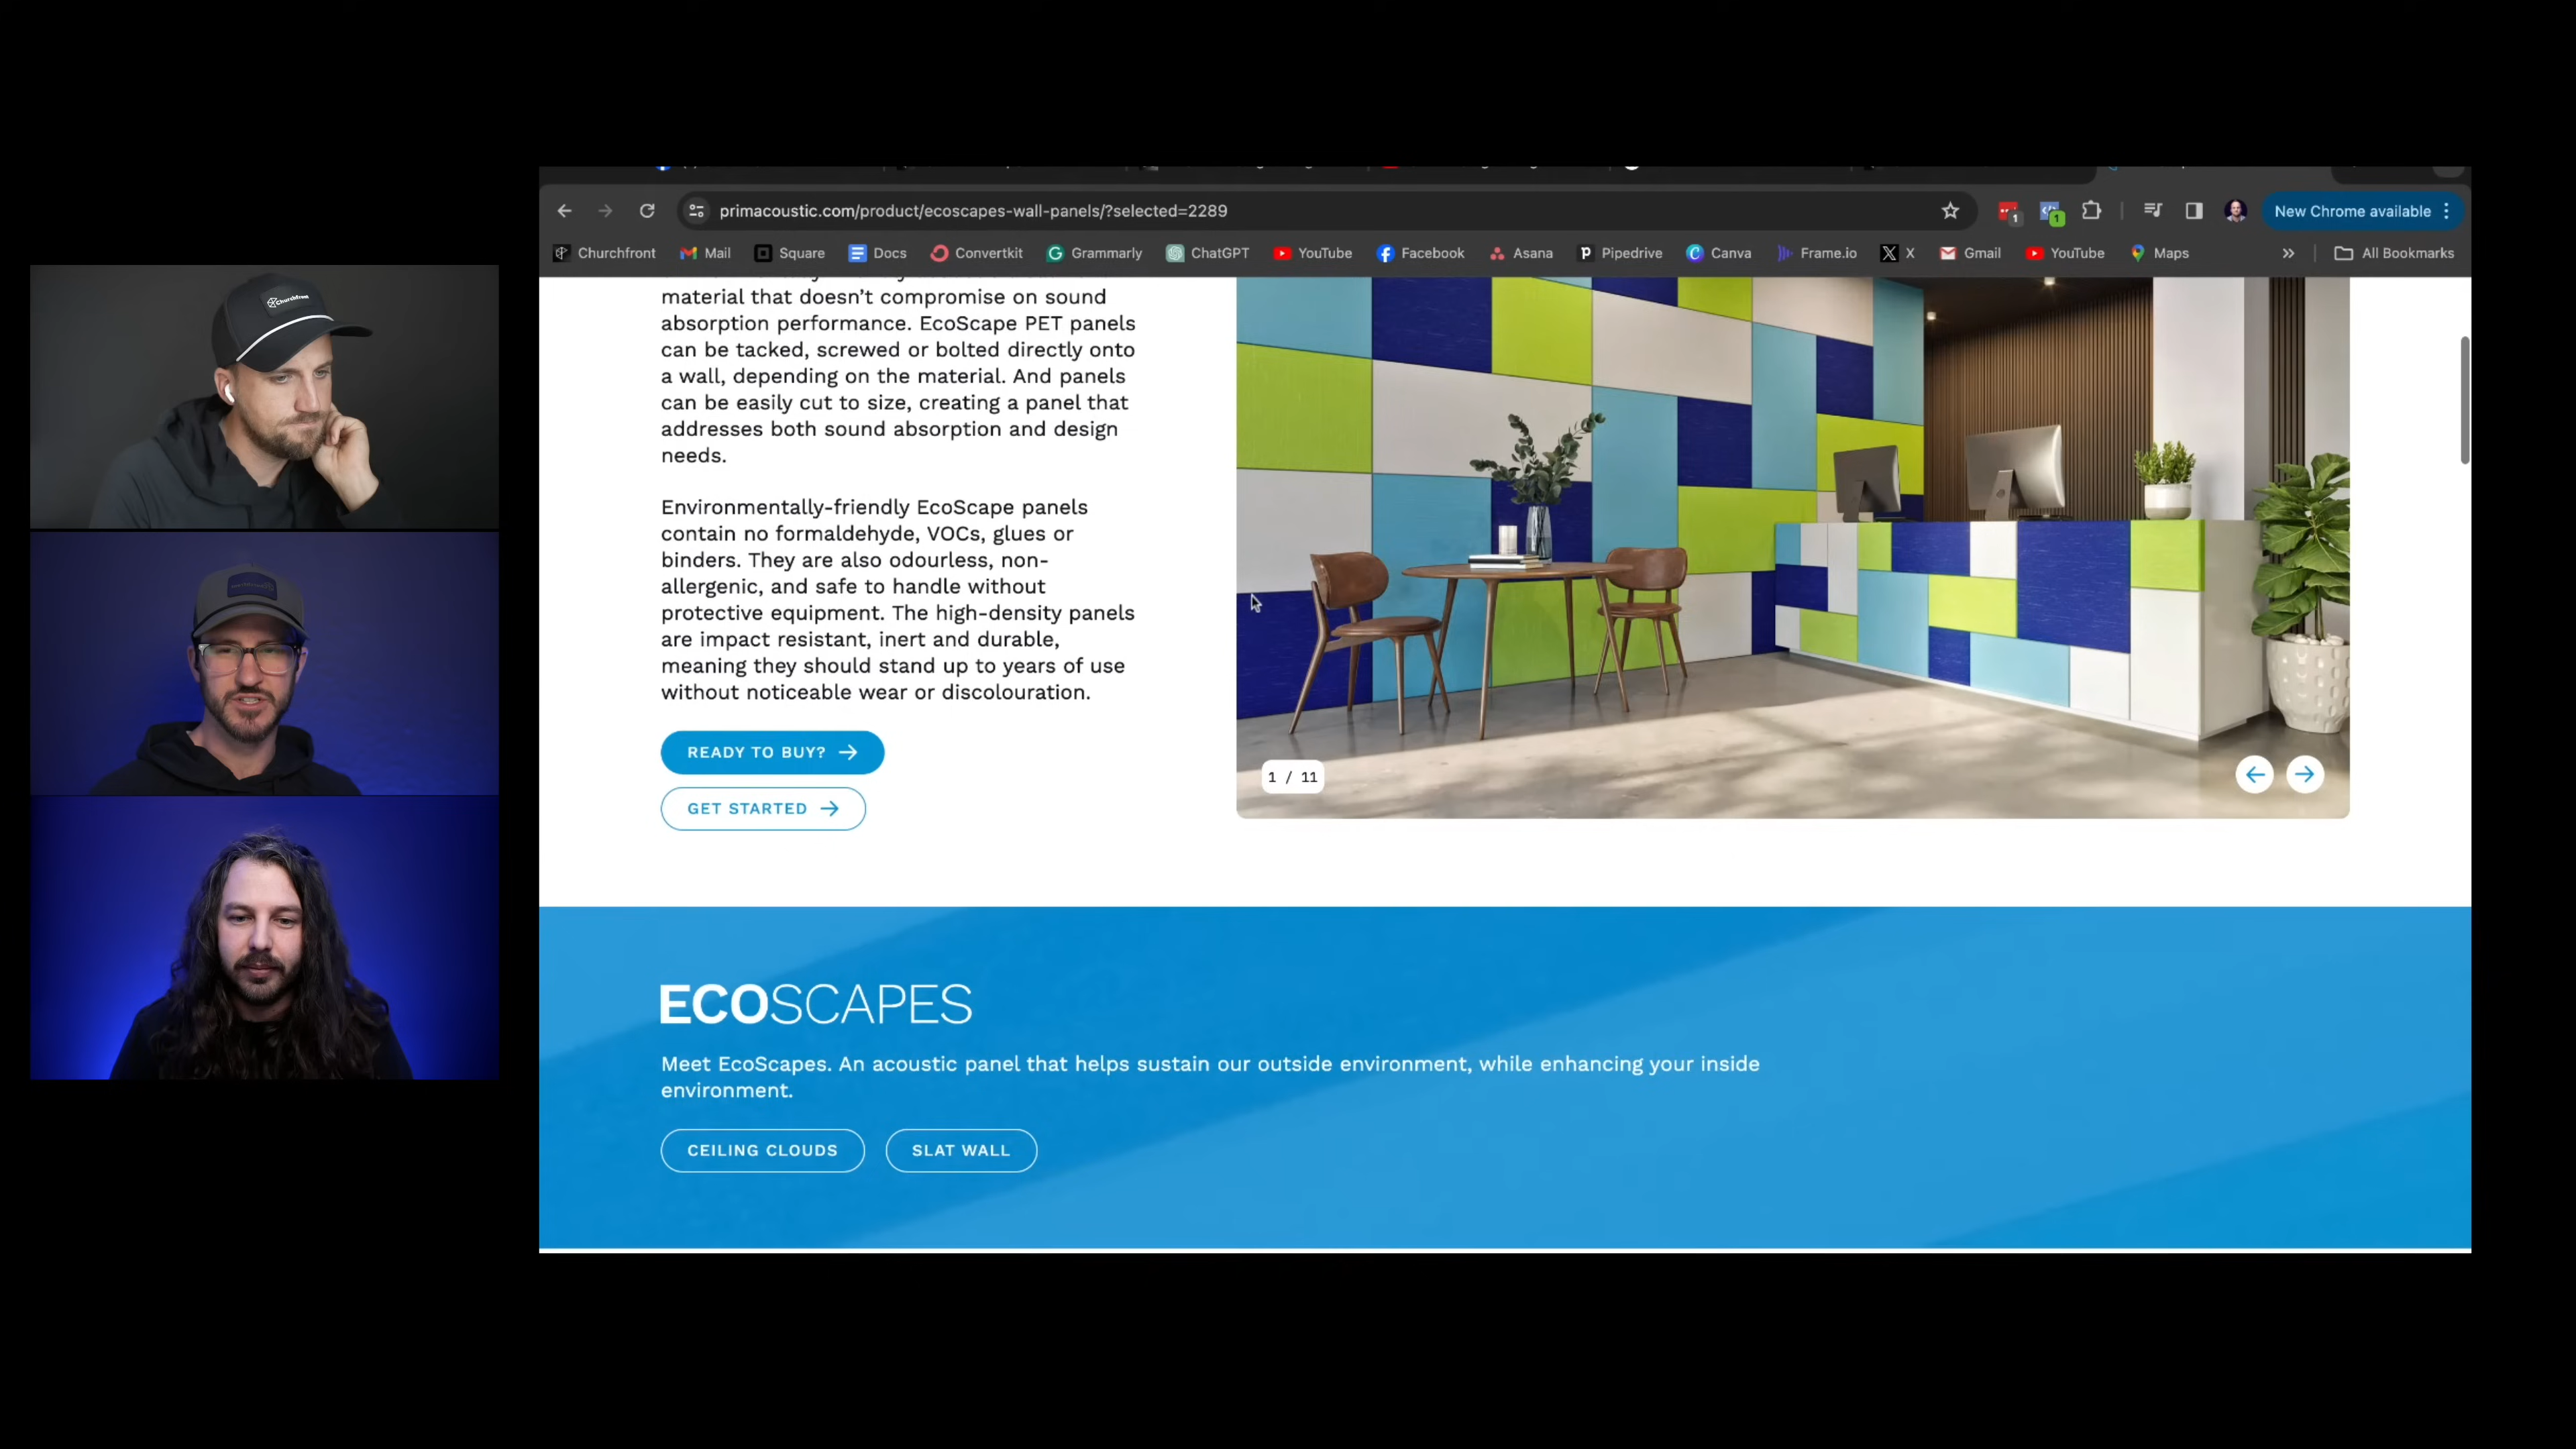 Churchfront
primacoustic.com/product/ecoscapes-wall-panels/?selected=2289
1
1
New Chrome available
Churchfront
Mail
Square
Docs
Convertkit
Grammarly
ChatGPT
YouTube
Facebook
Asana
Pipedrive
Canva
Frame.io
X
Gmail
YouTube
Maps
All Bookmarks
material that doesn't compromise on sound
absorption performance. EcoScape PET panels
can be tacked, screwed or bolted directly onto
a wall, depending on the material. And panels
can be easily cut to size, creating a panel that
addresses both sound absorption and design
needs.
Environmentally-friendly EcoScape panels
contain no formaldehyde, VOCs, glues or
binders. They are also odourless, non-
allergenic, and safe to handle without
protective equipment. The high-density panels
are impact resistant, inert and durable,
meaning they should stand up to years of use
without noticeable wear or discolouration.
READY TO BUY?
GET STARTED
1 / 11
ECOSCAPES
Meet EcoScapes. An acoustic panel that helps sustain our outside environment, while enhancing your inside
environment.
CEILING CLOUDS
SLAT WALL